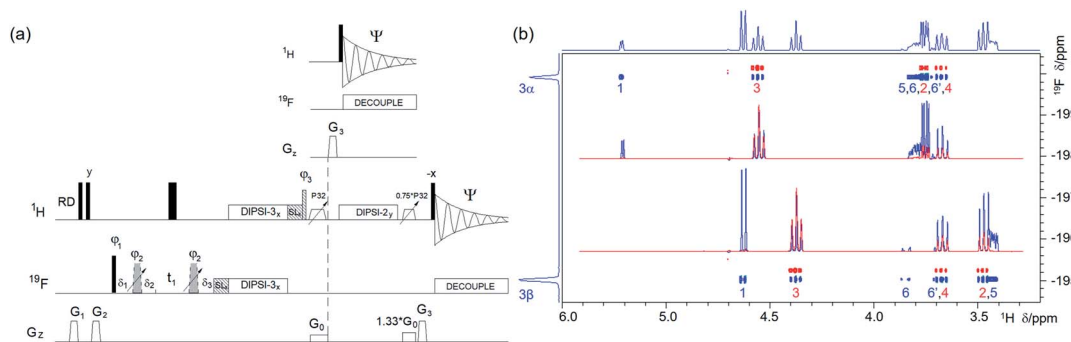 (a)
¹H
Ψ
¹⁹F
DECOUPLE
G_z
G₃
RD
y
φ₃
P32
0.75*P32
-x
Ψ
¹H
DIPSI-3ₓ
SLₓ
DIPSI-2_y
φ₁
φ₂
φ₂
¹⁹F
δ₁
δ₂
t₁
δ₃
SLₓ
DIPSI-3ₓ
DECOUPLE
G_z
G₁
G₂
G₀
1.33*G₀
G₃
(b)
3α
1
3
5,6,2,6',4
3β
1
3
6
6',4
2,5
6.0
5.0
4.5
4.0
3.5
¹H δ/ppm
¹⁹F δ/ppm